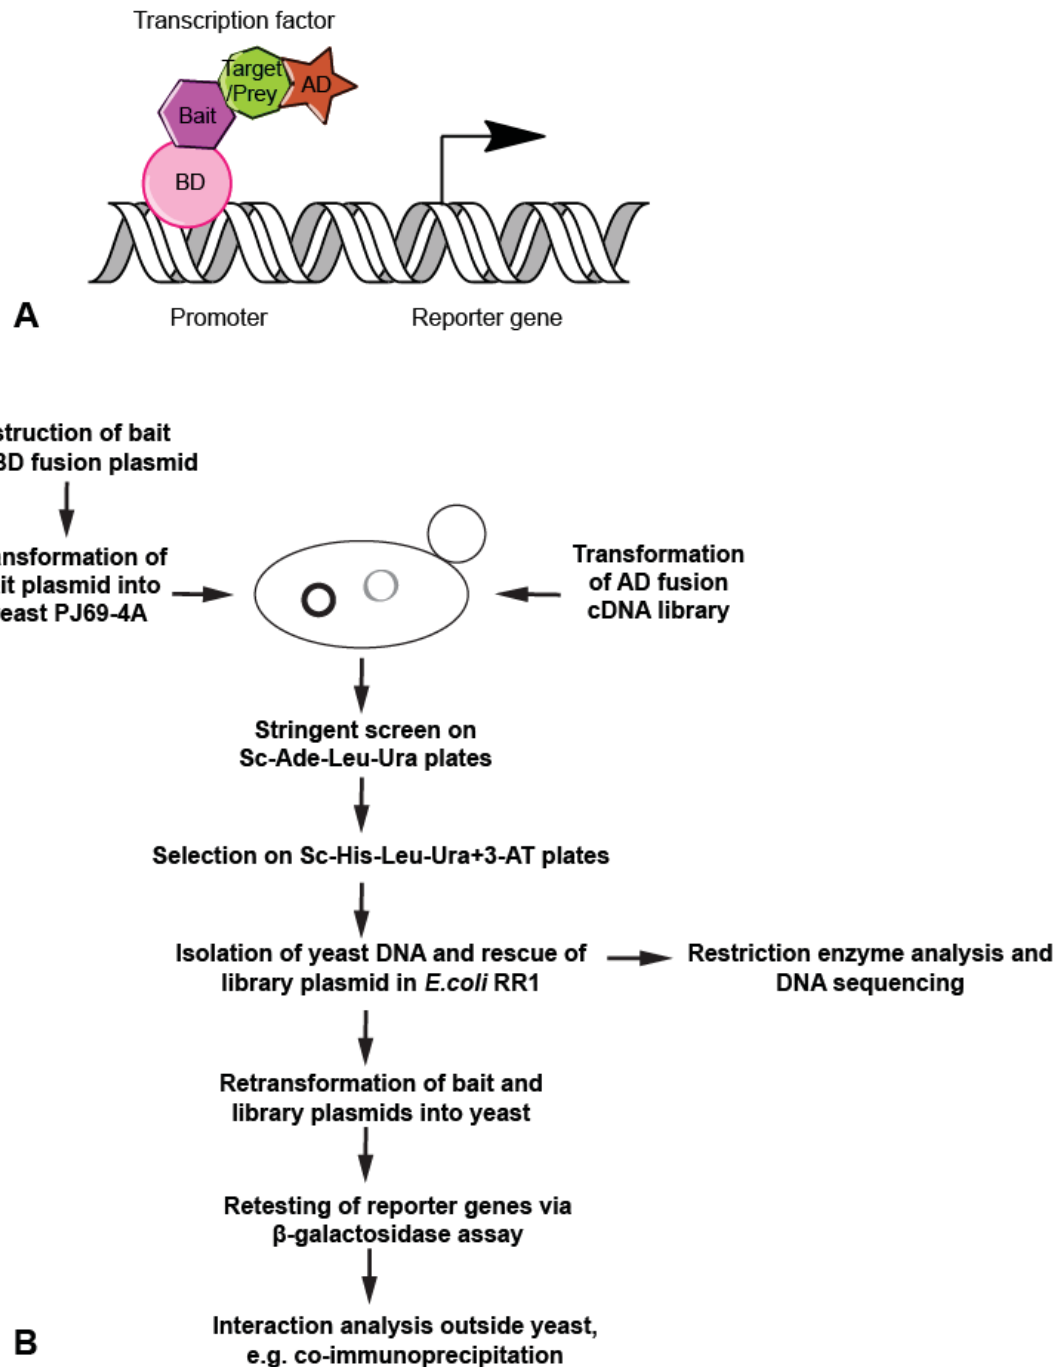 Transcription factor
Target
/Prey
AD
Bait
BD
Promoter
Reporter gene
A
struction of bait
BD fusion plasmid
ansformation of
it plasmid into
east PJ69-4A
Transformation
of AD fusion
cDNA library
Stringent screen on
Sc-Ade-Leu-Ura plates
Selection on Sc-His-Leu-Ura+3-AT plates
Isolation of yeast DNA and rescue of
library plasmid in E.coli RR1
Restriction enzyme analysis and
DNA sequencing
Retransformation of bait and
library plasmids into yeast
Retesting of reporter genes via
β-galactosidase assay
Interaction analysis outside yeast,
e.g. co-immunoprecipitation
B